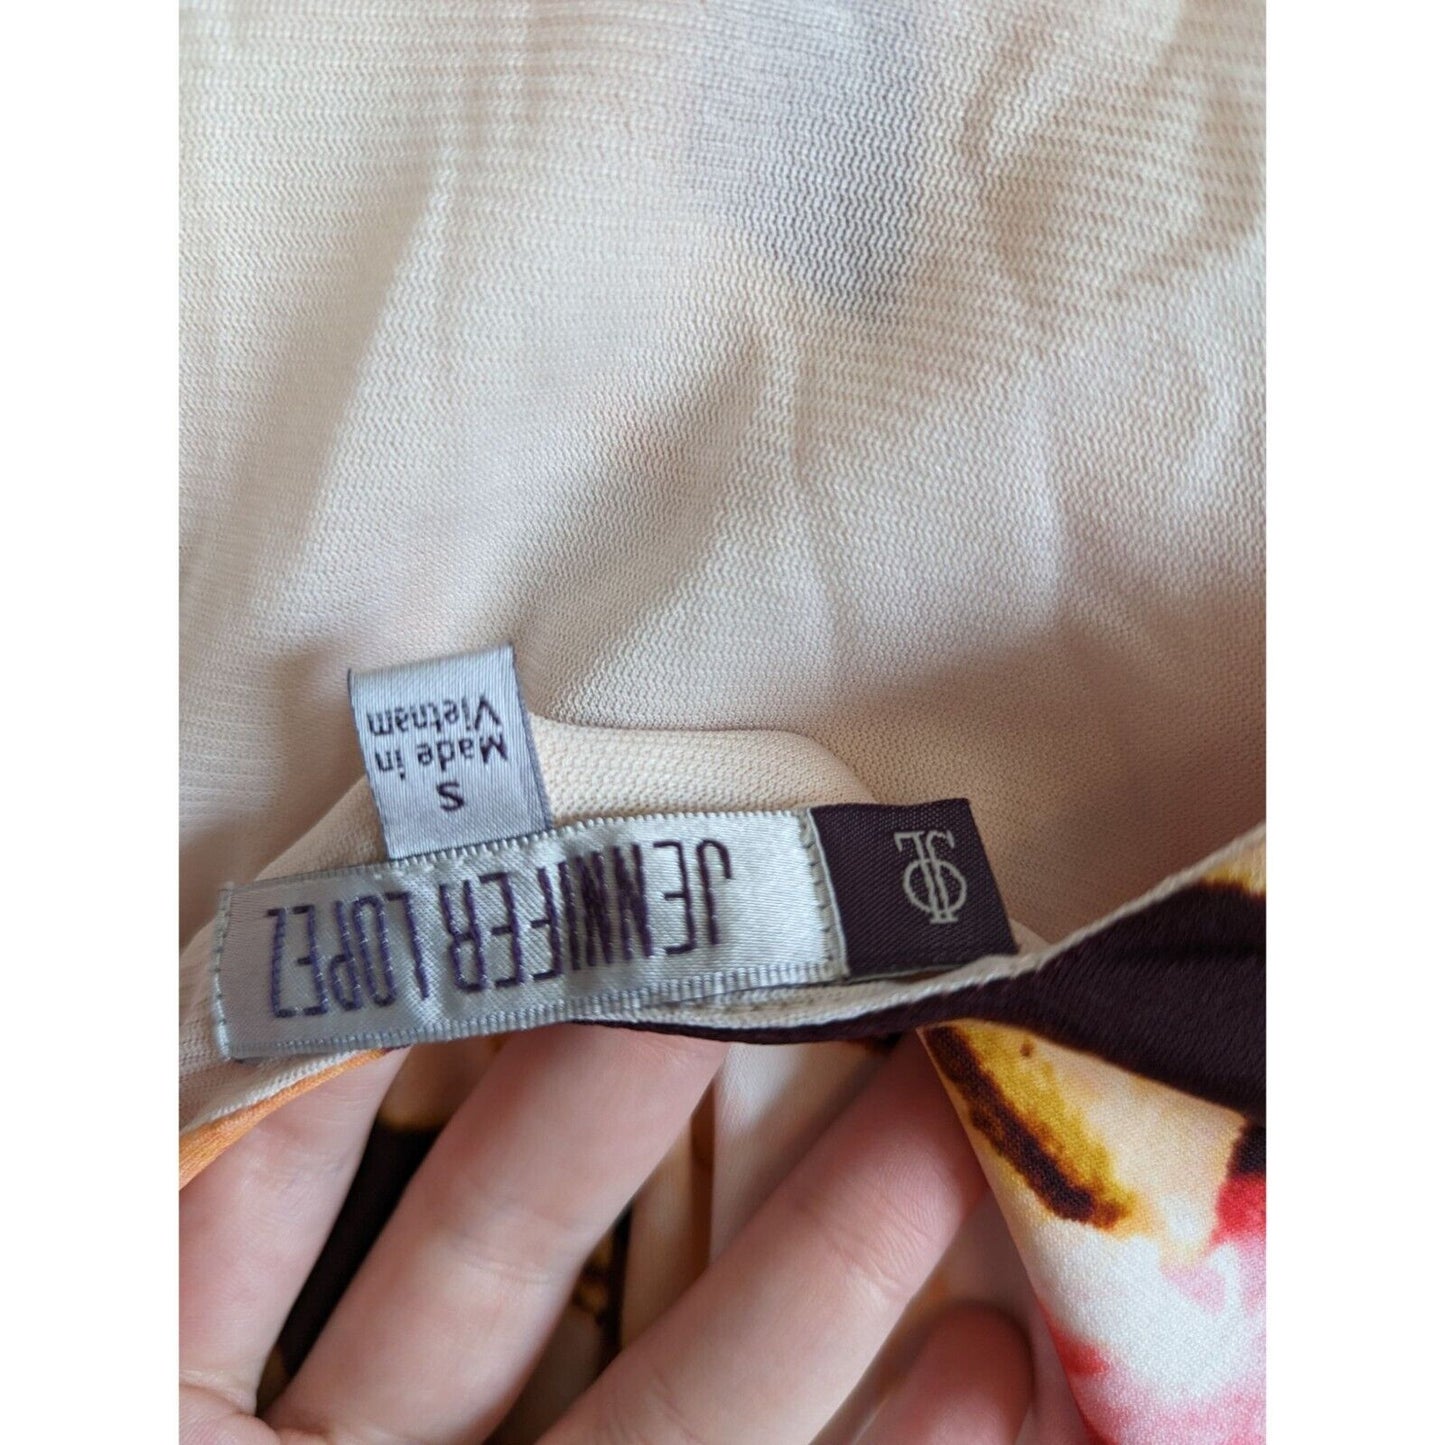 JENNIFER LOPEZ
S
Made in
Vietnam